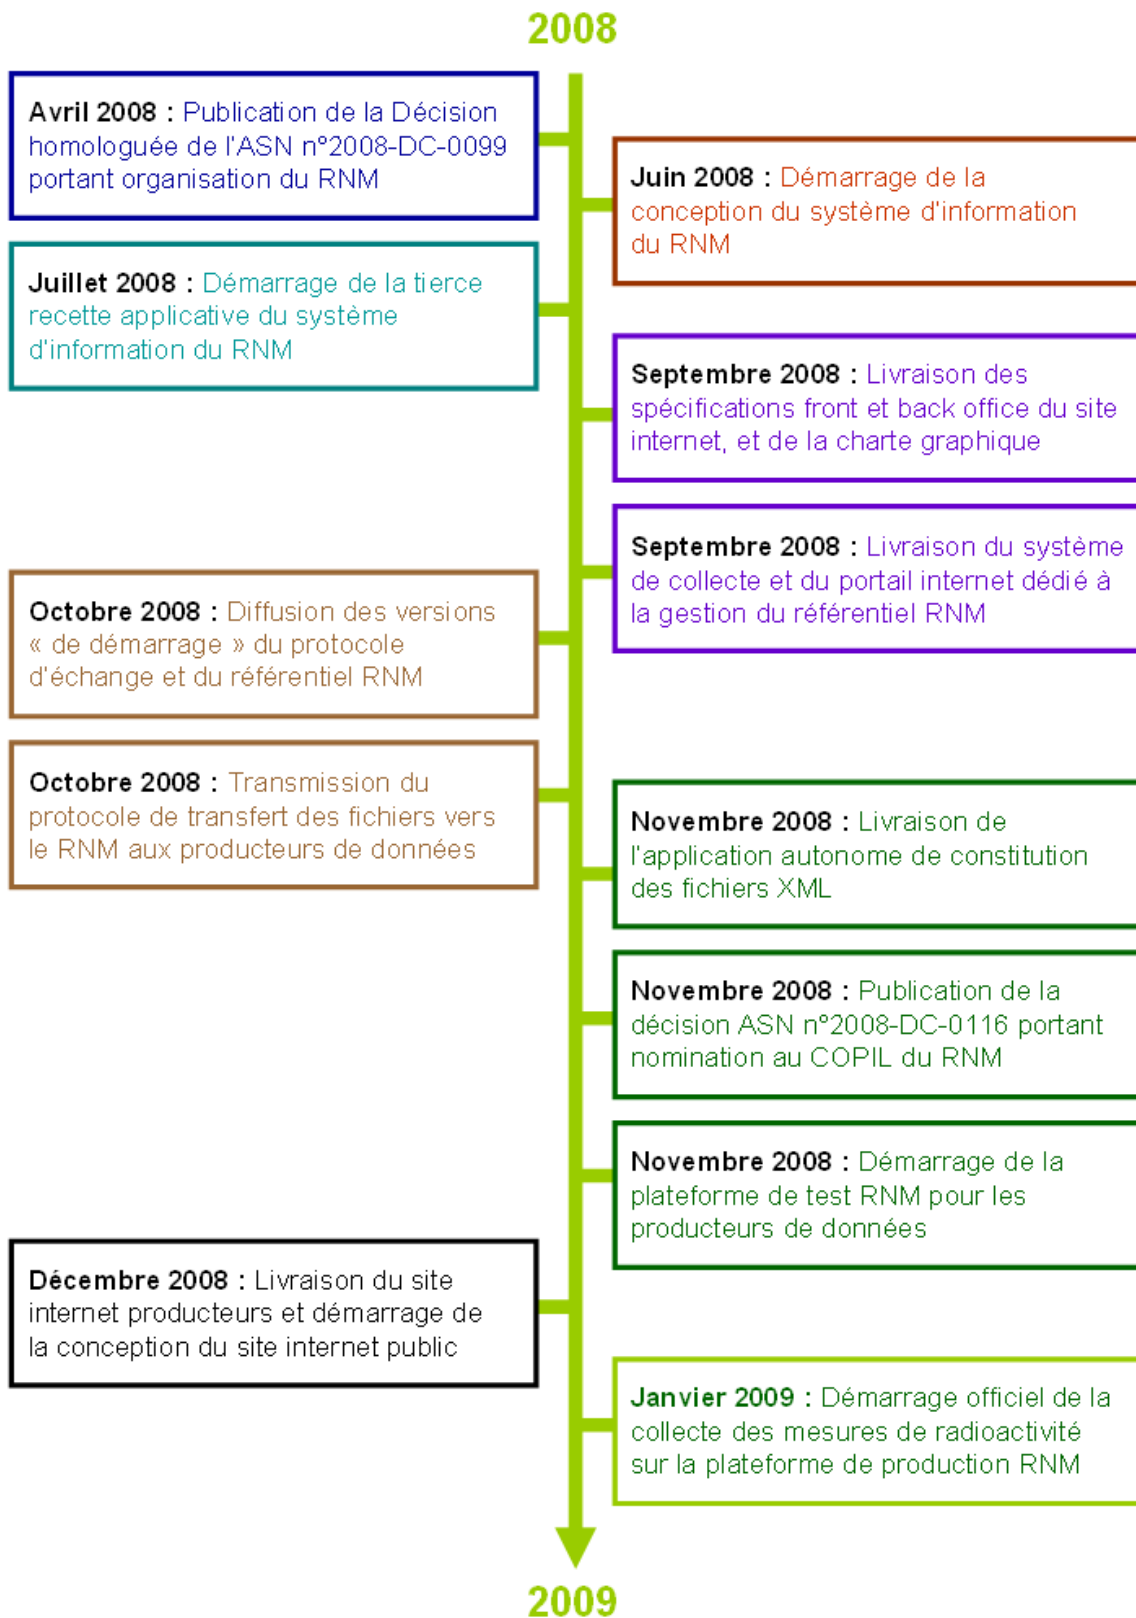 2008
Avril 2008 : Publication de la Décision
homologuée de l'ASN n°2008-DC-0099
portant organisation du RNM
Juin 2008 : Démarrage de la
conception du système d'information
du RNM
Juillet 2008 : Démarrage de la tierce
recette applicative du système
d'information du RNM
Septembre 2008 : Livraison des
spécifications front et back office du site
internet, et de la charte graphique
Septembre 2008 : Livraison du système
de collecte et du portail internet dédié à
la gestion du référentiel RNM
Octobre 2008 : Diffusion des versions
« de démarrage » du protocole
d'échange et du référentiel RNM
Octobre 2008 : Transmission du
protocole de transfert des fichiers vers
le RNM aux producteurs de données
Novembre 2008 : Livraison de
l'application autonome de constitution
des fichiers XML
Novembre 2008 : Publication de la
décision ASN n°2008-DC-0116 portant
nomination au COPIL du RNM
Novembre 2008 : Démarrage de la
plateforme de test RNM pour les
producteurs de données
Décembre 2008 : Livraison du site
internet producteurs et démarrage de
la conception du site internet public
Janvier 2009 : Démarrage officiel de la
collecte des mesures de radioactivité
sur la plateforme de production RNM
2009